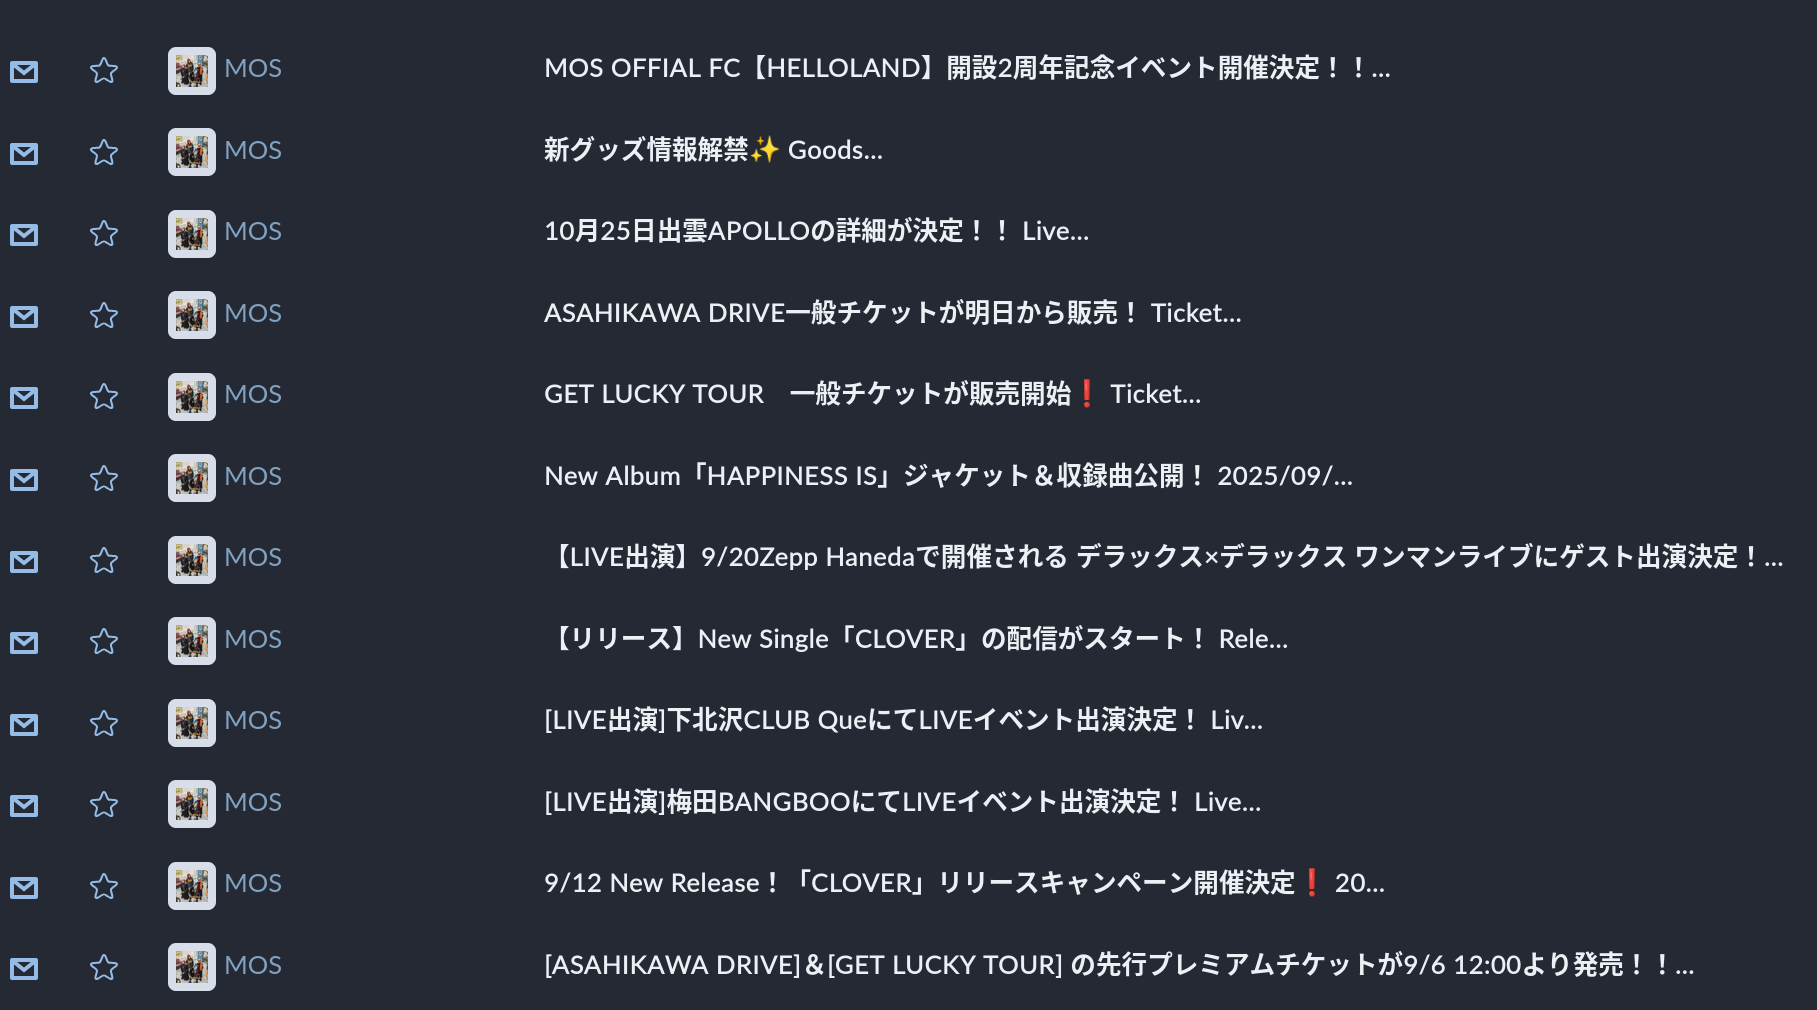 MOS MOS OFFIAL FC【HELLOLAND】開設2周年記念イベント開催決定！！...
MOS 新グッズ情報解禁✨ Goods...
MOS 10月25日出雲APOLLOの詳細が決定！！ Live...
MOS ASAHIKAWA DRIVE一般チケットが明日から販売！ Ticket...
MOS GET LUCKY TOUR　一般チケットが販売開始❗ Ticket...
MOS New Album「HAPPINESS IS」ジャケット＆収録曲公開！ 2025/09/...
MOS 【LIVE出演】9/20Zepp Hanedaで開催される デラックス×デラックス ワンマンライブにゲスト出演決定！...
MOS 【リリース】New Single「CLOVER」の配信がスタート！ Rele...
MOS [LIVE出演]下北沢CLUB QueにてLIVEイベント出演決定！ Liv...
MOS [LIVE出演]梅田BANGBOOにてLIVEイベント出演決定！ Live...
MOS 9/12 New Release！「CLOVER」リリースキャンペーン開催決定❗ 20...
MOS [ASAHIKAWA DRIVE]＆[GET LUCKY TOUR] の先行プレミアムチケットが9/6 12:00より発売！！...